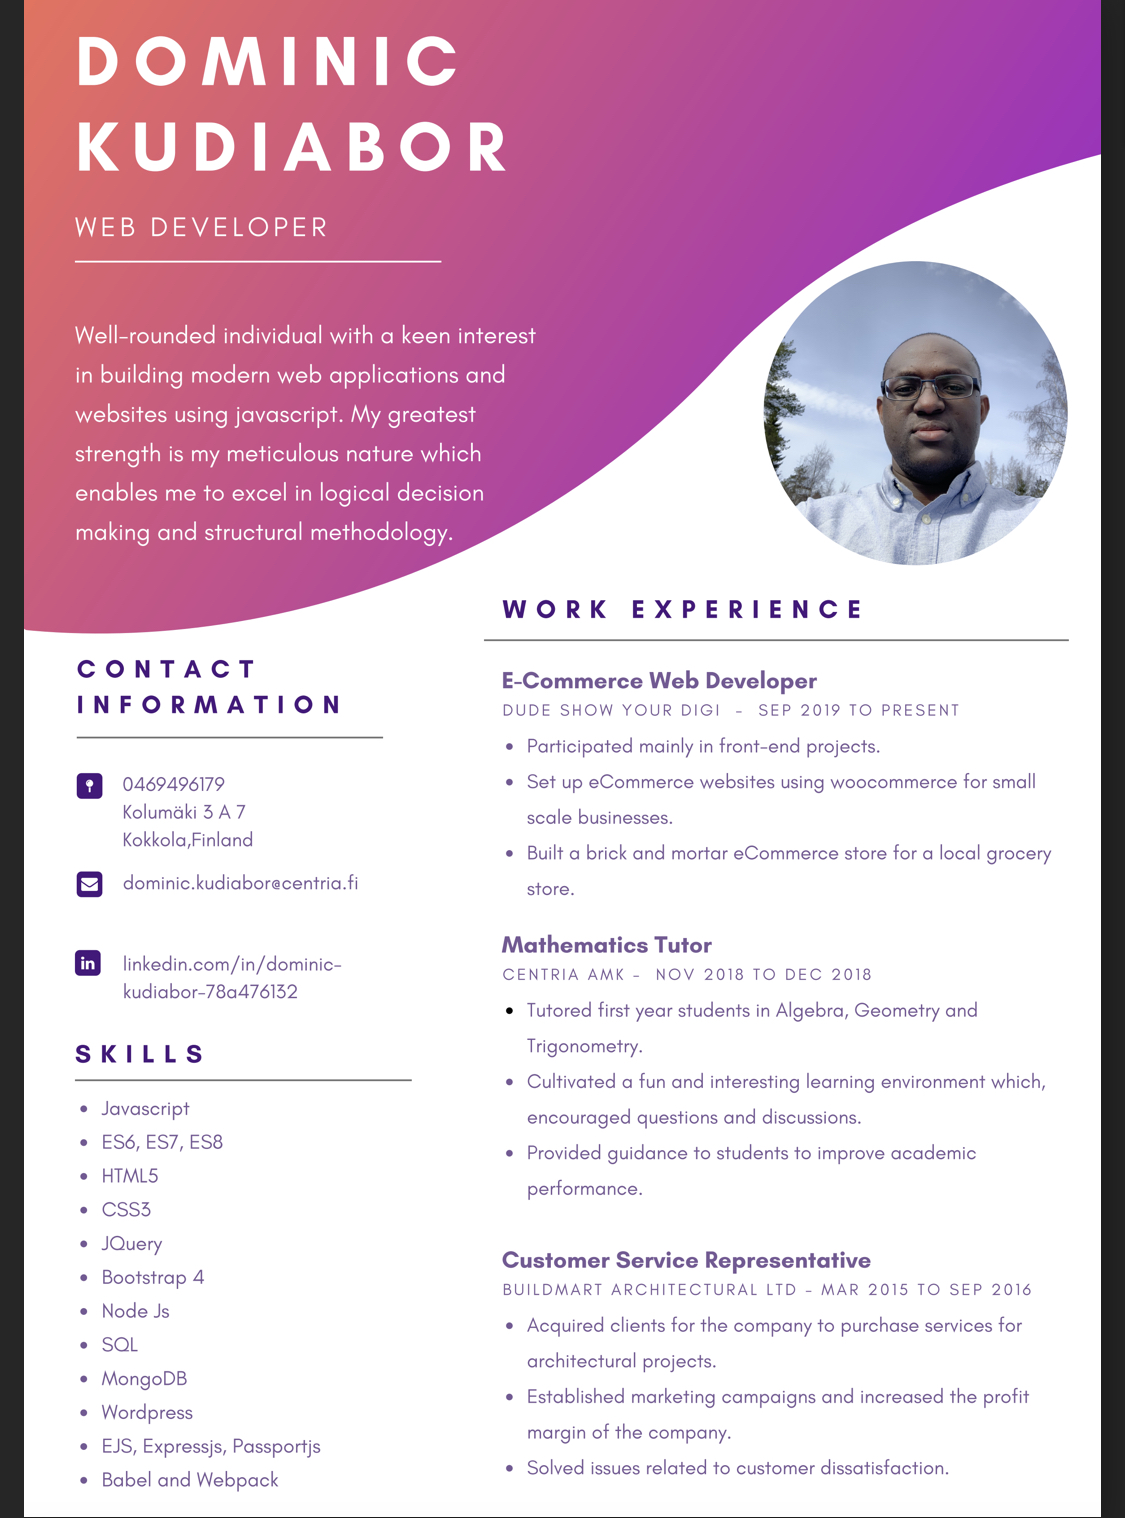 DOMINIC
KUDIABOR
WEB DEVELOPER
Well-rounded individual with a keen interest
in building modern web applications and
websites using javascript. My greatest
strength is my meticulous nature which
enables me to excel in logical decision
making and structural methodology.
CONTACT
INFORMATION
0469496179
Kolumäki 3 A 7
Kokkola,Finland
dominic.kudiabor@centria.fi
in
linkedin.com/in/dominic-
kudiabor-78a476132
SKILLS
• Javascript
• ES6, ES7, ES8
• HTML5
• CSS3
• JQuery
• Bootstrap 4
• Node Js
• SQL
• MongoDB
• Wordpress
• EJS, Expressjs, Passportjs
• Babel and Webpack
WORK EXPERIENCE
E-Commerce Web Developer
DUDE SHOW YOUR DIGI - SEP 2019 TO PRESENT
• Participated mainly in front-end projects.
• Set up eCommerce websites using woocommerce for small
scale businesses.
• Built a brick and mortar eCommerce store for a local grocery
store.
Mathematics Tutor
CENTRIA AMK - NOV 2018 TO DEC 2018
• Tutored first year students in Algebra, Geometry and
Trigonometry.
• Cultivated a fun and interesting learning environment which,
encouraged questions and discussions.
• Provided guidance to students to improve academic
performance.
Customer Service Representative
BUILDMART ARCHITECTURAL LTD - MAR 2015 TO SEP 2016
• Acquired clients for the company to purchase services for
architectural projects.
• Established marketing campaigns and increased the profit
margin of the company.
• Solved issues related to customer dissatisfaction.